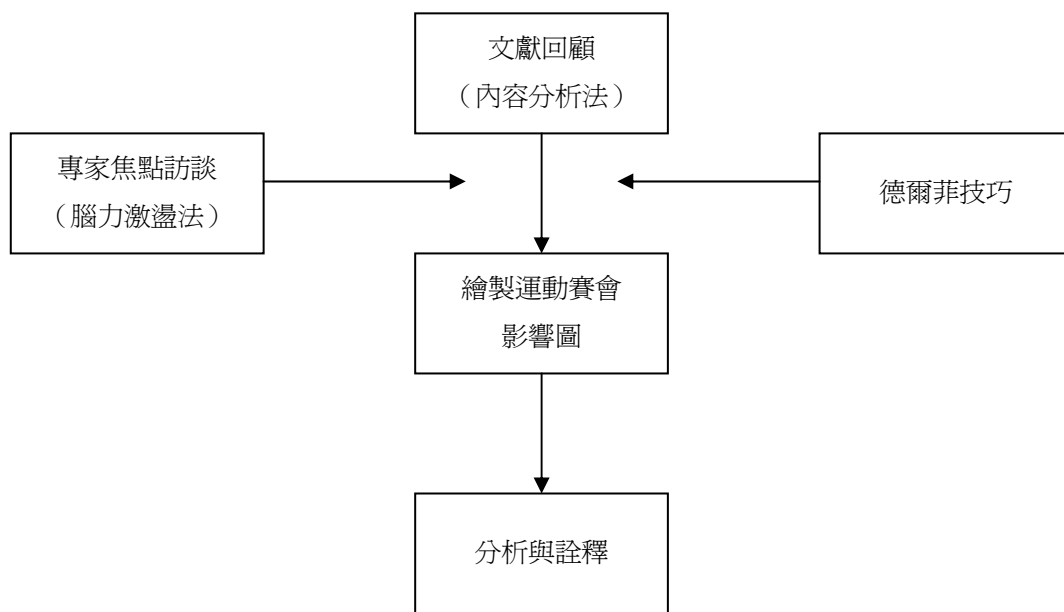 文獻回顧
（內容分析法）
專家焦點訪談
（腦力激盪法）
德爾菲技巧
繪製運動賽會
影響圖
分析與詮釋